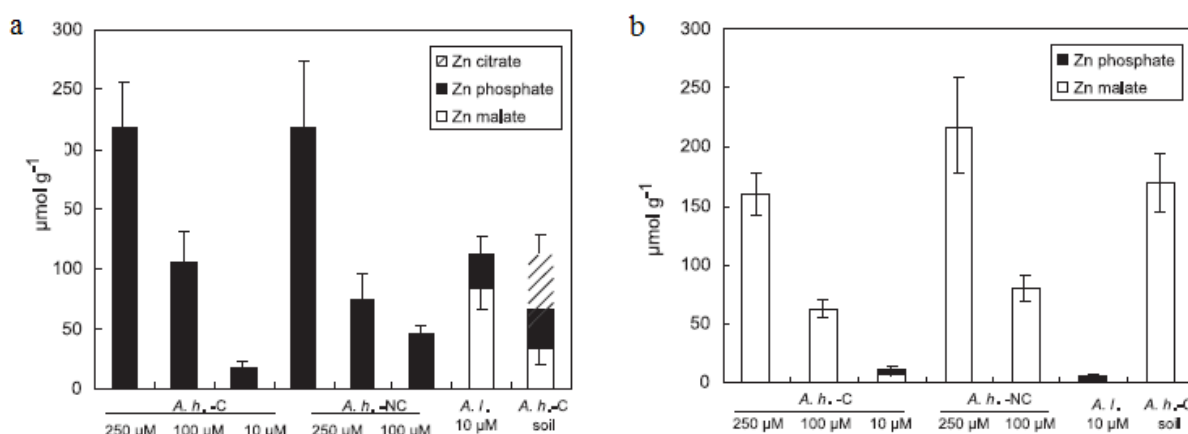 a
300
250
00
50
100
50
0
µmol g⁻¹
Zn citrate
Zn phosphate
Zn malate
A. h.-C A. h.-NC A. l. A. h.-C
250 µM 100 µM 10 µM 250 µM 100 µM 10 µM soil
b
300
250
200
150
100
50
0
µmol g⁻¹
Zn phosphate
Zn malate
A. h.-C A. h.-NC A. l. A. h.-C
250 µM 100 µM 10 µM 250 µM 100 µM 10 µM soil